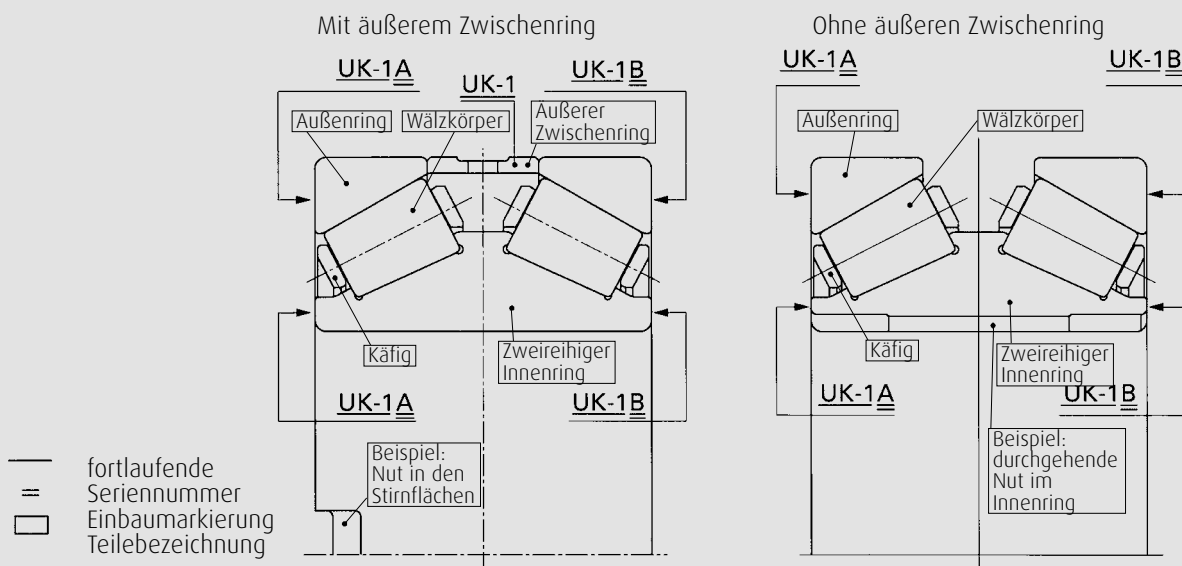 Mit äußerem Zwischenring
UK-1A
UK-1
UK-1B
Außenring
Wälzkörper
Äußerer
Zwischenring
Käfig
Zweireihiger
Innenring
UK-1A
UK-1B
Beispiel:
Nut in den
Stirnflächen
Ohne äußeren Zwischenring
UK-1A
UK-1B
Außenring
Wälzkörper
Käfig
Zweireihiger
Innenring
UK-1A
UK-1B
Beispiel:
durchgehende
Nut im
Innenring
fortlaufende
Seriennummer
Einbaumarkierung
Teilebezeichnung